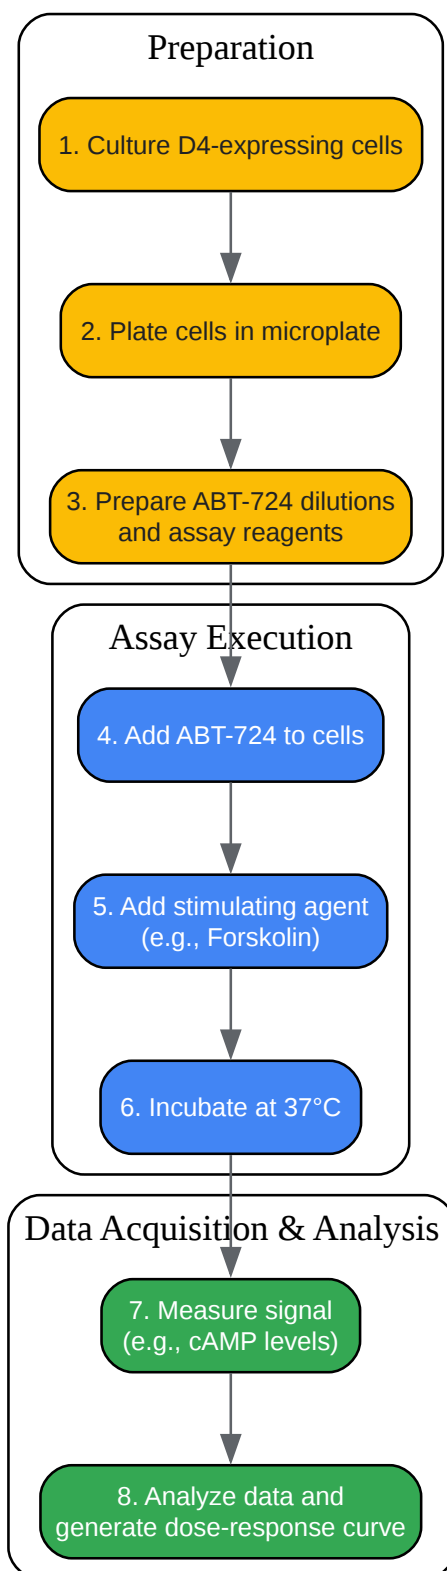 Preparation
1. Culture D4-expressing cells
2. Plate cells in microplate
3. Prepare ABT-724 dilutions
and assay reagents
Assay Execution
4. Add ABT-724 to cells
5. Add stimulating agent
(e.g., Forskolin)
6. Incubate at 37°C
Data Acquisition & Analysis
7. Measure signal
(e.g., cAMP levels)
8. Analyze data and
generate dose-response curve